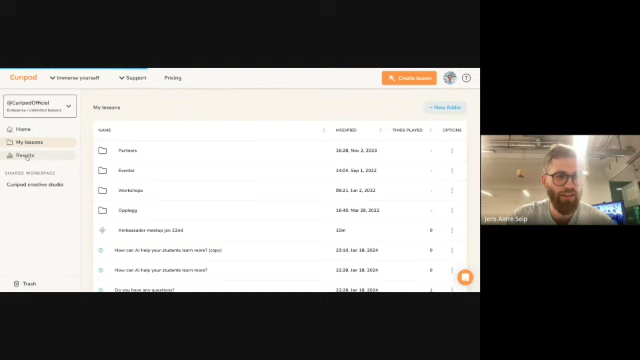 Curipod
Immerse yourself
Support
Pricing
Create lesson
?
@CuripodOfficial
Enterprise - Unlimited lessons
Home
My lessons
Results
SHARED WORKSPACE
Curipod creative studio
Trash
My lessons
+ New folder
NAME MODIFIED TIMES PLAYED OPTIONS
Partners 16:28, Nov 2, 2023 -
Eventer 14:04, Sep 1, 2022 -
Workshops 09:21, Jun 2, 2022 -
Opplegg 16:40, Mar 28, 2022 -
Ambassador meetup jan 22nd 10m 0
How can AI help your students learn more? (copy) 23:10, Jan 18, 2024 0
How can AI help your students learn more? 22:29, Jan 18, 2024 0
Do you have any questions? 22:28, Jan 18, 2024
Jens Aarre Seip